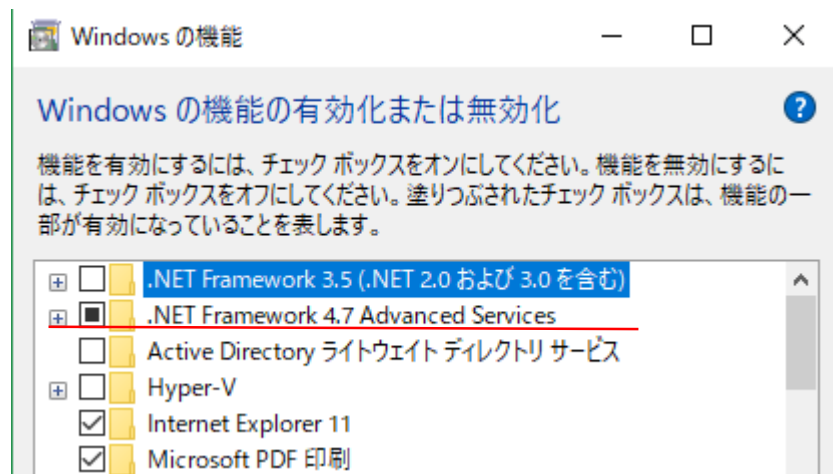 Windows の機能
Windows の機能の有効化または無効化
機能を有効にするには、チェック ボックスをオンにしてください。機能を無効にするに
は、チェック ボックスをオフにしてください。塗りつぶされたチェック ボックスは、機能の一
部が有効になっていることを表します。
.NET Framework 3.5 (.NET 2.0 および 3.0 を含む)
.NET Framework 4.7 Advanced Services
Active Directory ライトウェイト ディレクトリ サービス
Hyper-V
Internet Explorer 11
Microsoft PDF 印刷